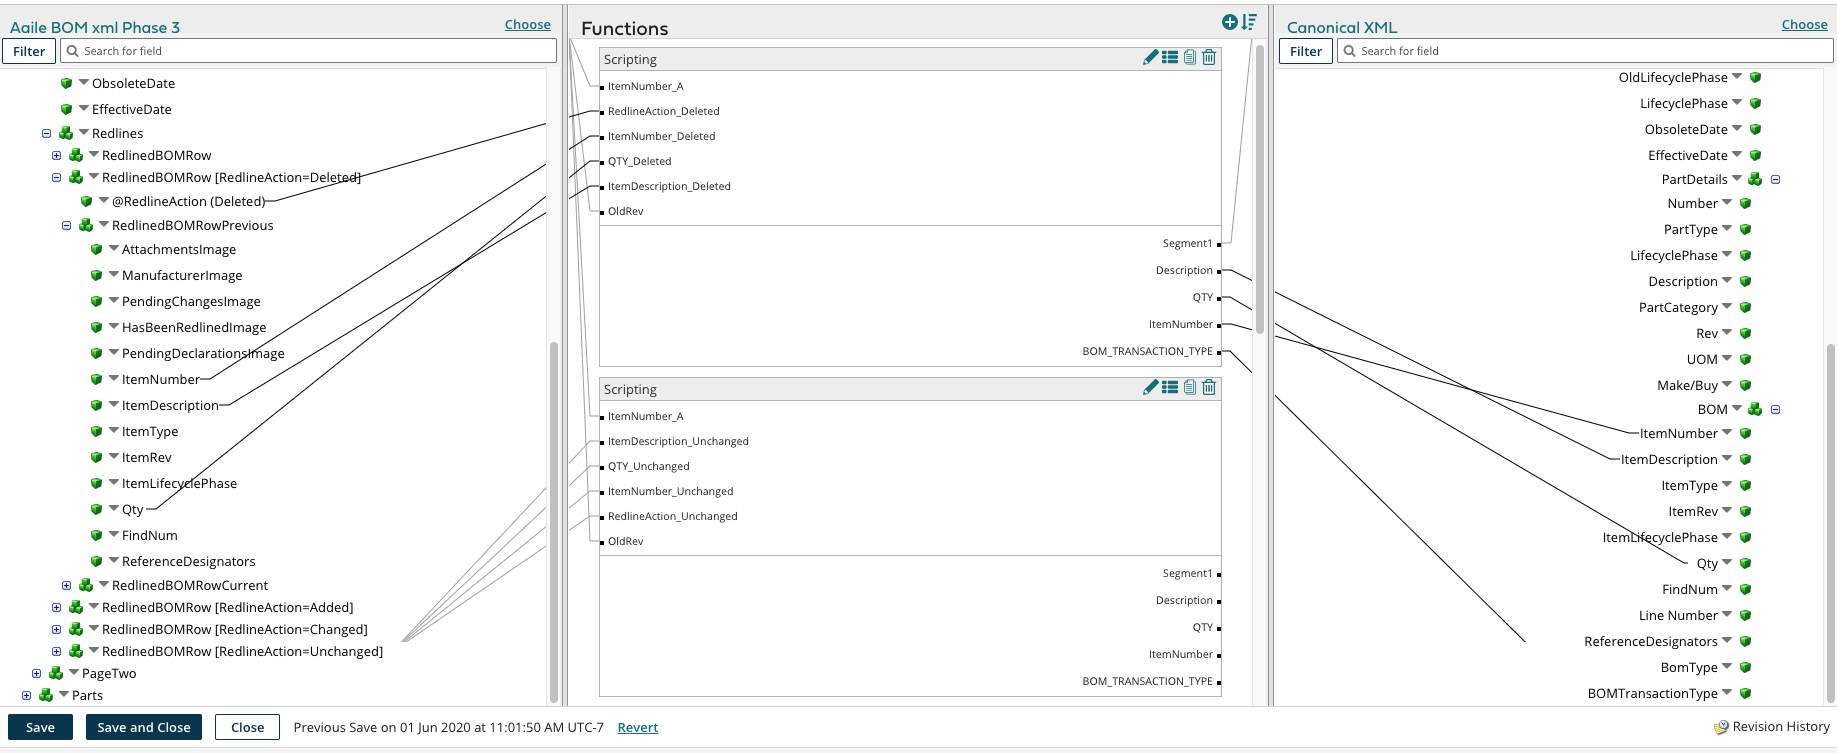 Agile BOM xml Phase 3
Choose
Filter
Search for field
ObsoleteDate
EffectiveDate
Redlines
RedlinedBOMRow
RedlinedBOMRow [RedlineAction=Deleted]
@RedlineAction (Deleted)
RedlinedBOMRowPrevious
AttachmentsImage
ManufacturerImage
PendingChangesImage
HasBeenRedlinedImage
PendingDeclarationsImage
ItemNumber
ItemDescription
ItemType
ItemRev
ItemLifecyclePhase
Qty
FindNum
ReferenceDesignators
RedlinedBOMRowCurrent
RedlinedBOMRow [RedlineAction=Added]
RedlinedBOMRow [RedlineAction=Changed]
RedlinedBOMRow [RedlineAction=Unchanged]
PageTwo
Parts
Functions
Scripting
ItemNumber_A
RedlineAction_Deleted
ItemNumber_Deleted
QTY_Deleted
ItemDescription_Deleted
OldRev
Segment1
Description
QTY
ItemNumber
BOM_TRANSACTION_TYPE
Scripting
ItemNumber_A
ItemDescription_Unchanged
QTY_Unchanged
ItemNumber_Unchanged
RedlineAction_Unchanged
OldRev
Segment1
Description
QTY
ItemNumber
BOM_TRANSACTION_TYPE
Canonical XML
Choose
Filter
Search for field
OldLifecyclePhase
LifecyclePhase
ObsoleteDate
EffectiveDate
PartDetails
Number
PartType
LifecyclePhase
Description
PartCategory
Rev
UOM
Make/Buy
BOM
ItemNumber
ItemDescription
ItemType
ItemRev
ItemLifecyclePhase
Qty
FindNum
Line Number
ReferenceDesignators
BomType
BOMTransactionType
Save
Save and Close
Close
Previous Save on 01 Jun 2020 at 11:01:50 AM UTC-7
Revert
Revision History